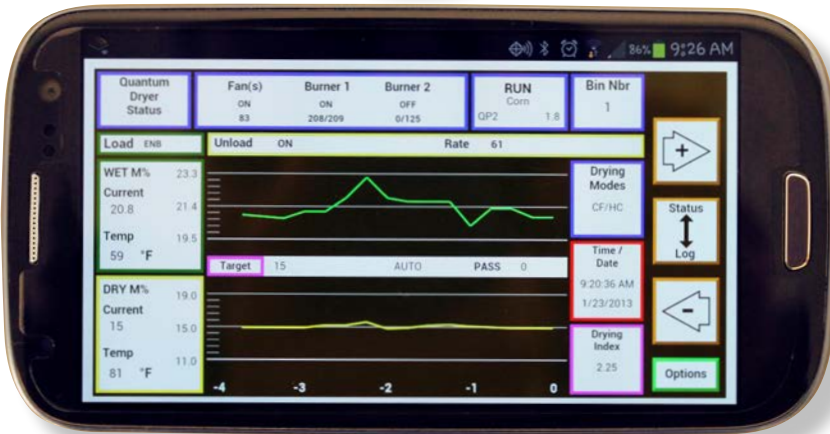 86% 9:26 AM
Quantum
Dryer
Status
Fan(s)
ON
83
Burner 1
ON
208/209
Burner 2
OFF
0/125
RUN
Corn
QP2 1.8
Bin Nbr
1
Load ENB
Unload ON Rate 61
WET M% 23.3
Current
20.8 21.4
Temp 19.5
59 °F
Drying
Modes
CF/HC
Target 15 AUTO PASS 0
Time /
Date
9:20:36 AM
1/23/2013
DRY M% 19.0
Current
15 15.0
Temp
81 °F 11.0
-4 -3 -2 -1 0
Drying
Index
2.25
+
Status
Log
-
Options